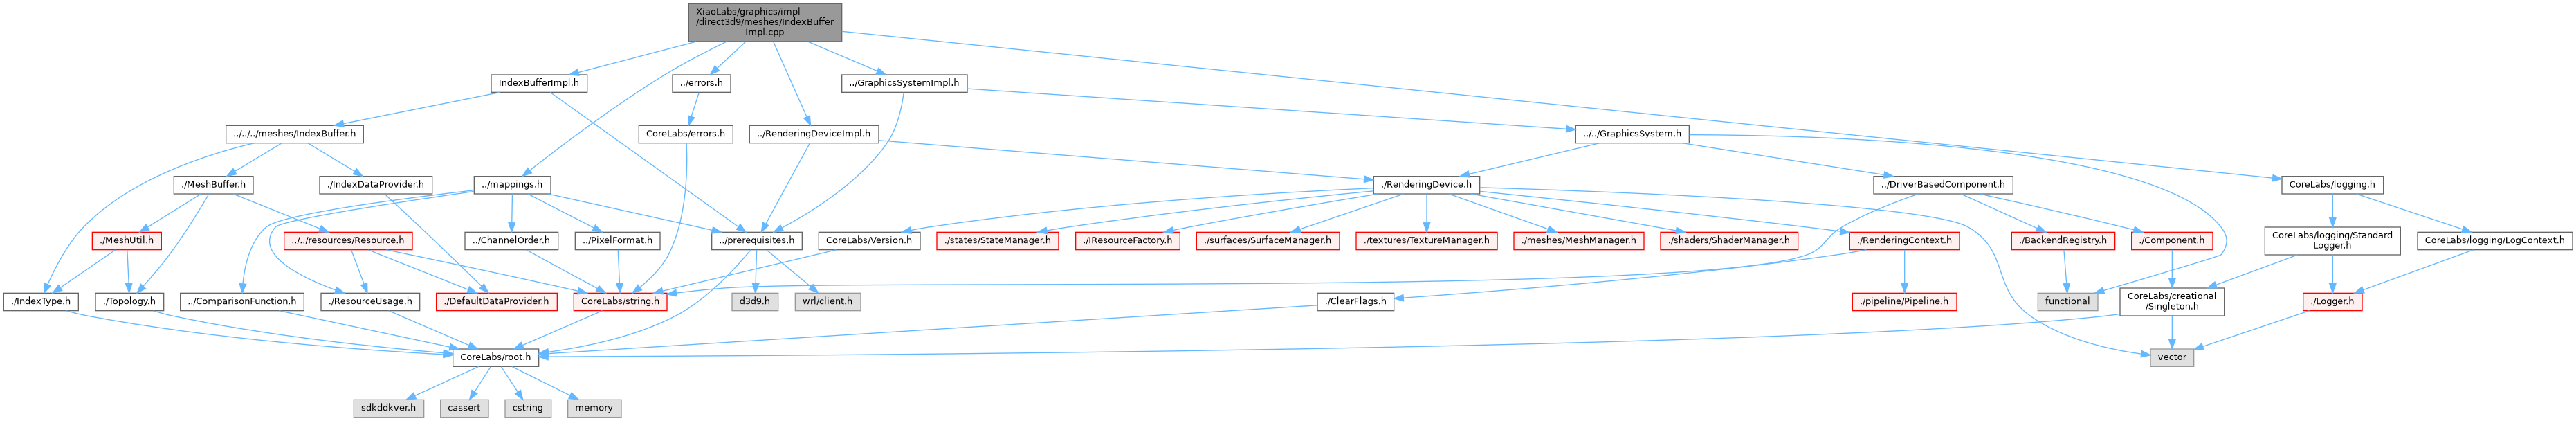 XiaoLabs/graphics/impl
/direct3d9/meshes/IndexBuffer
Impl.cpp
IndexBufferImpl.h
../errors.h
../GraphicsSystemImpl.h
../../../meshes/IndexBuffer.h
CoreLabs/errors.h
../RenderingDeviceImpl.h
../../GraphicsSystem.h
./MeshBuffer.h
./IndexDataProvider.h
../mappings.h
./RenderingDevice.h
../DriverBasedComponent.h
CoreLabs/logging.h
./MeshUtil.h
../../resources/Resource.h
../ChannelOrder.h
../PixelFormat.h
../prerequisites.h
CoreLabs/Version.h
./states/StateManager.h
./IResourceFactory.h
./surfaces/SurfaceManager.h
./textures/TextureManager.h
./meshes/MeshManager.h
./shaders/ShaderManager.h
./RenderingContext.h
./BackendRegistry.h
./Component.h
CoreLabs/logging/Standard
Logger.h
CoreLabs/logging/LogContext.h
./IndexType.h
./Topology.h
../ComparisonFunction.h
./ResourceUsage.h
./DefaultDataProvider.h
CoreLabs/string.h
d3d9.h
wrl/client.h
./ClearFlags.h
./pipeline/Pipeline.h
functional
CoreLabs/creational
/Singleton.h
./Logger.h
CoreLabs/root.h
vector
sdkddkver.h
cassert
cstring
memory